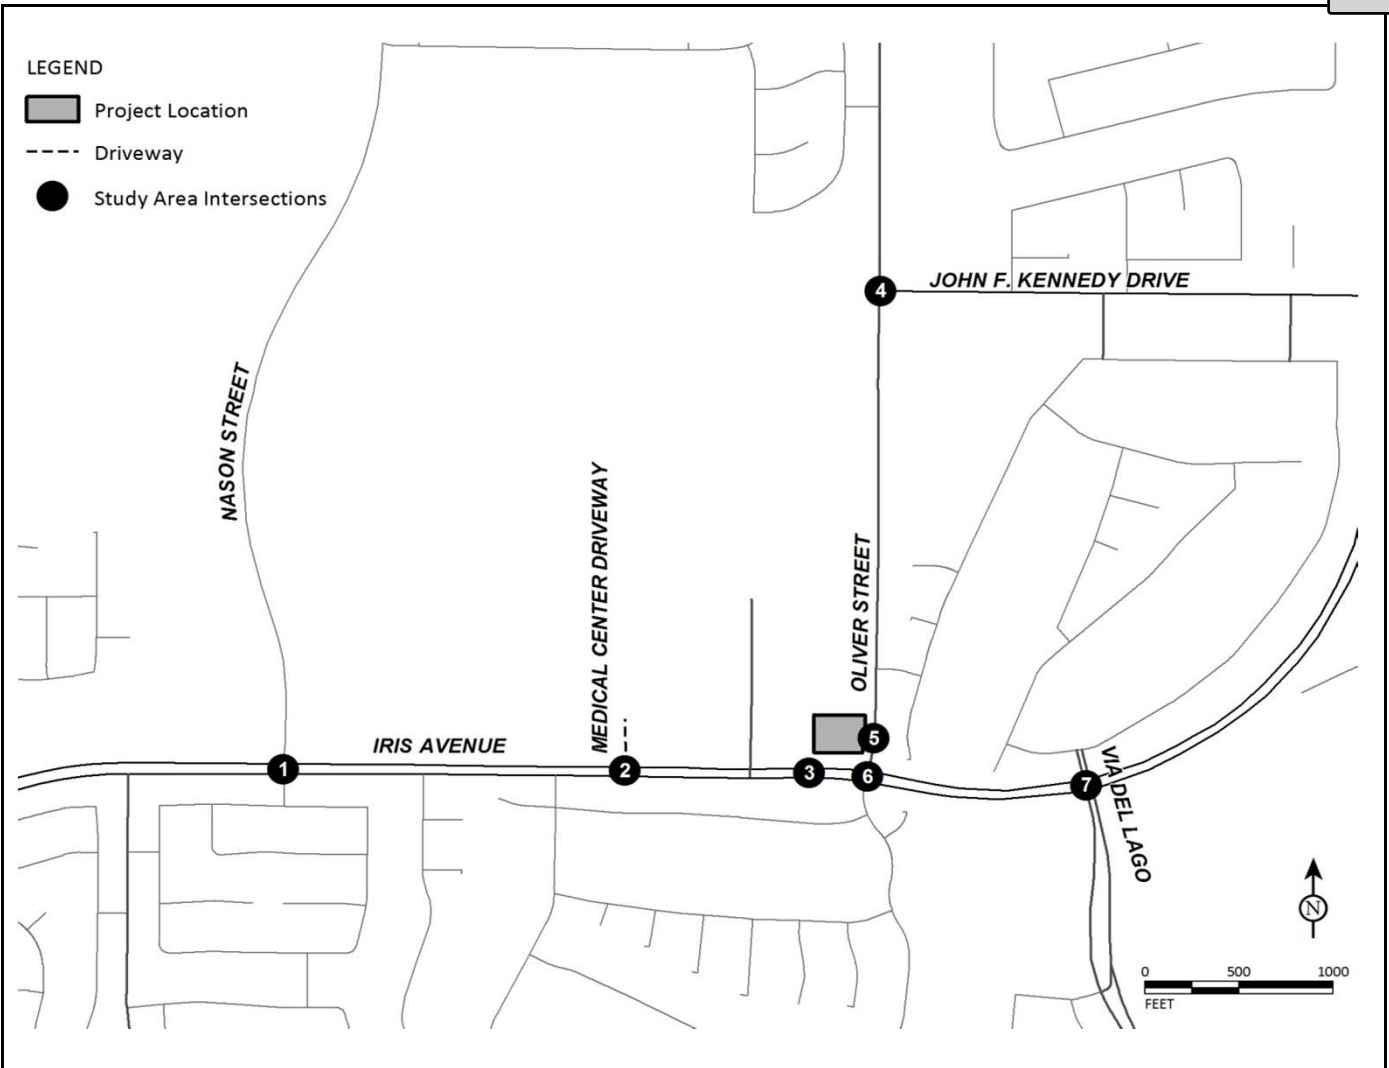 LEGEND
Project Location
Driveway
Study Area Intersections
4
JOHN F. KENNEDY DRIVE
NASON STREET
MEDICAL CENTER DRIVEWAY
OLIVER STREET
5
IRIS AVENUE
1
2
3
6
7
VIA DEL LAGO
N
0 500 1000
FEET